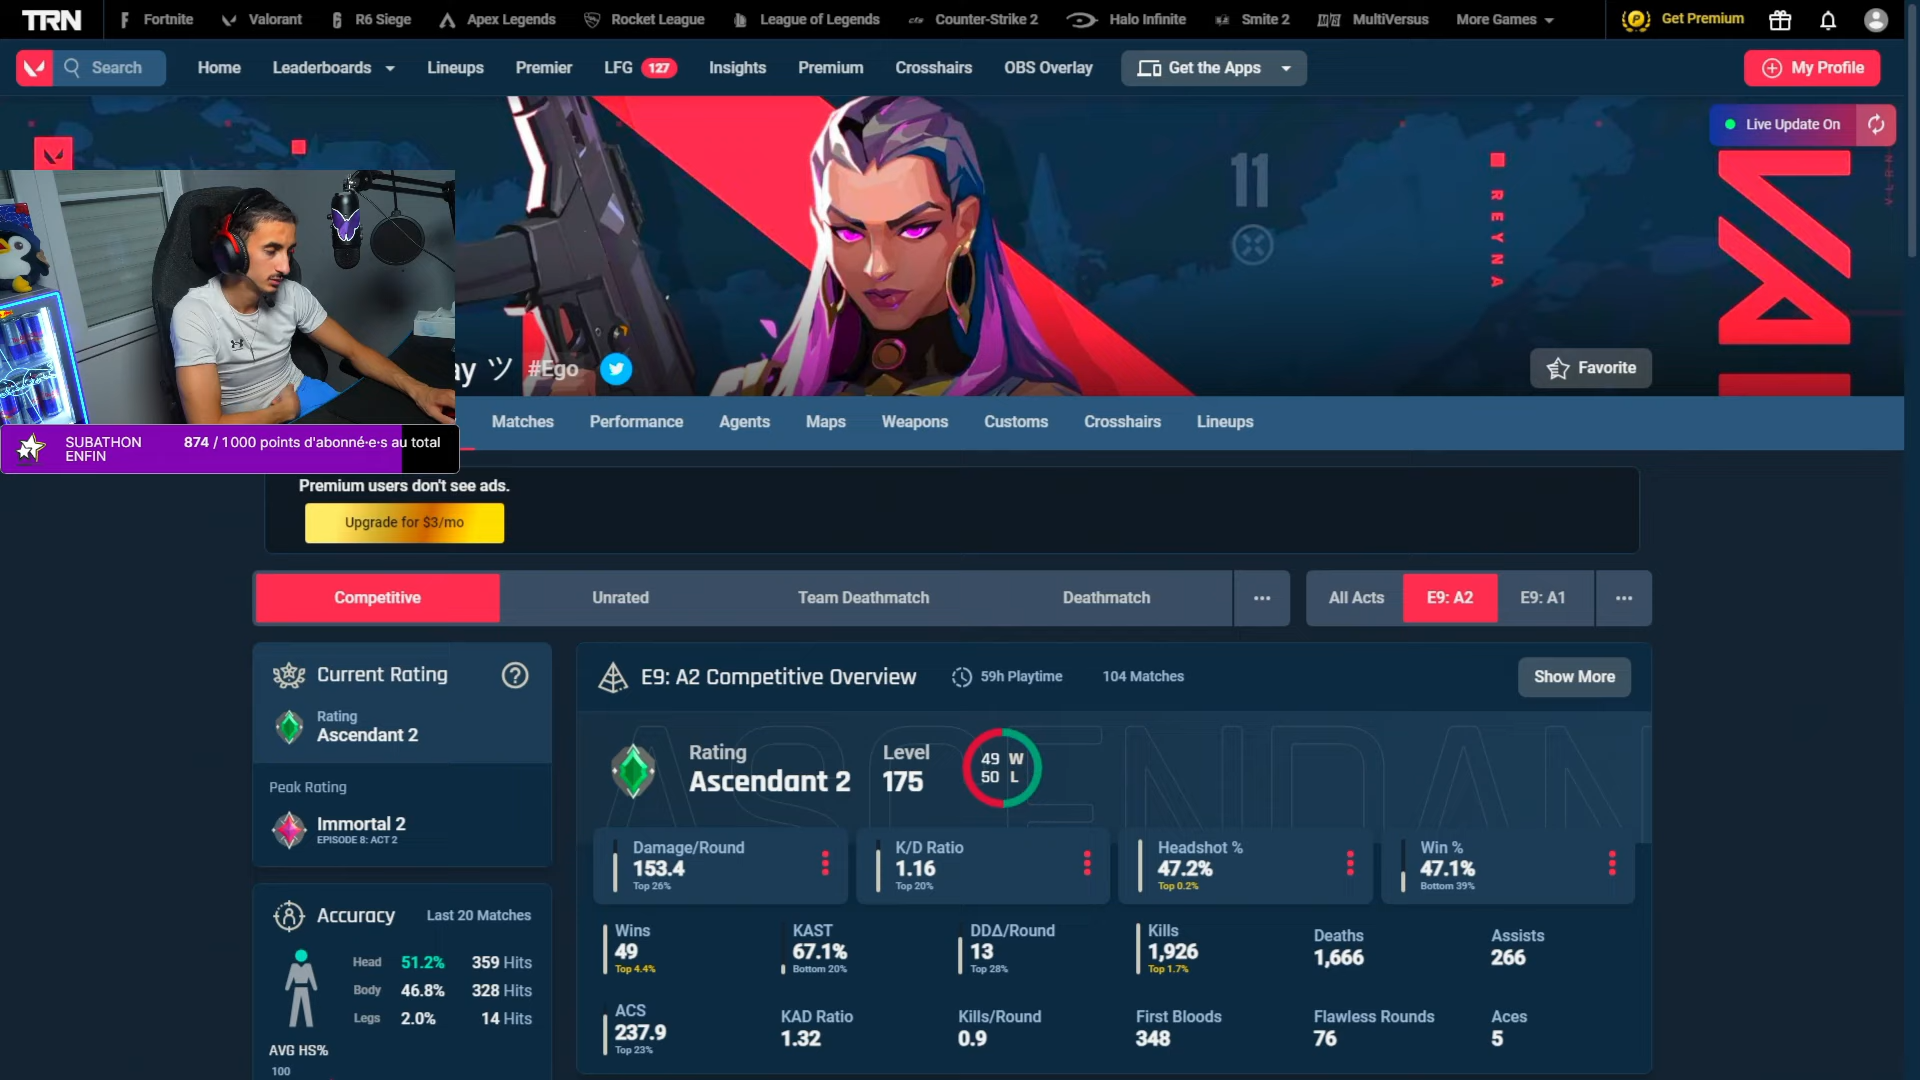 TRN
Fortnite
Valorant
R6 Siege
Apex Legends
Rocket League
League of Legends
Counter-Strike 2
Halo Infinite
Smite 2
MultiVersus
More Games
Get Premium
Search
Home
Leaderboards
Lineups
Premier
LFG 127
Insights
Premium
Crosshairs
OBS Overlay
Get the Apps
My Profile
Live Update On
11
REYNA
ay ツ #Ego
Favorite
Matches
Performance
Agents
Maps
Weapons
Customs
Crosshairs
Lineups
SUBATHON
ENFIN
874 / 1000 points d'abonné·e·s au total
Premium users don't see ads.
Upgrade for $3/mo
Competitive
Unrated
Team Deathmatch
Deathmatch
All Acts
E9: A2
E9: A1
Current Rating
Rating
Ascendant 2
Peak Rating
Immortal 2
EPISODE 8: ACT 2
Accuracy
Last 20 Matches
Head 51.2% 359 Hits
Body 46.8% 328 Hits
Legs 2.0% 14 Hits
AVG HS%
100
E9: A2 Competitive Overview
59h Playtime
104 Matches
Show More
ASCENDAN
Rating
Ascendant 2
Level
175
49 W
50 L
Damage/Round
153.4
Top 26%
K/D Ratio
1.16
Top 20%
Headshot %
47.2%
Top 0.2%
Win %
47.1%
Bottom 39%
Wins
49
Top 4.4%
KAST
67.1%
Bottom 20%
DDΔ/Round
13
Top 28%
Kills
1,926
Top 1.7%
Deaths
1,666
Assists
266
ACS
237.9
Top 23%
KAD Ratio
1.32
Kills/Round
0.9
First Bloods
348
Flawless Rounds
76
Aces
5